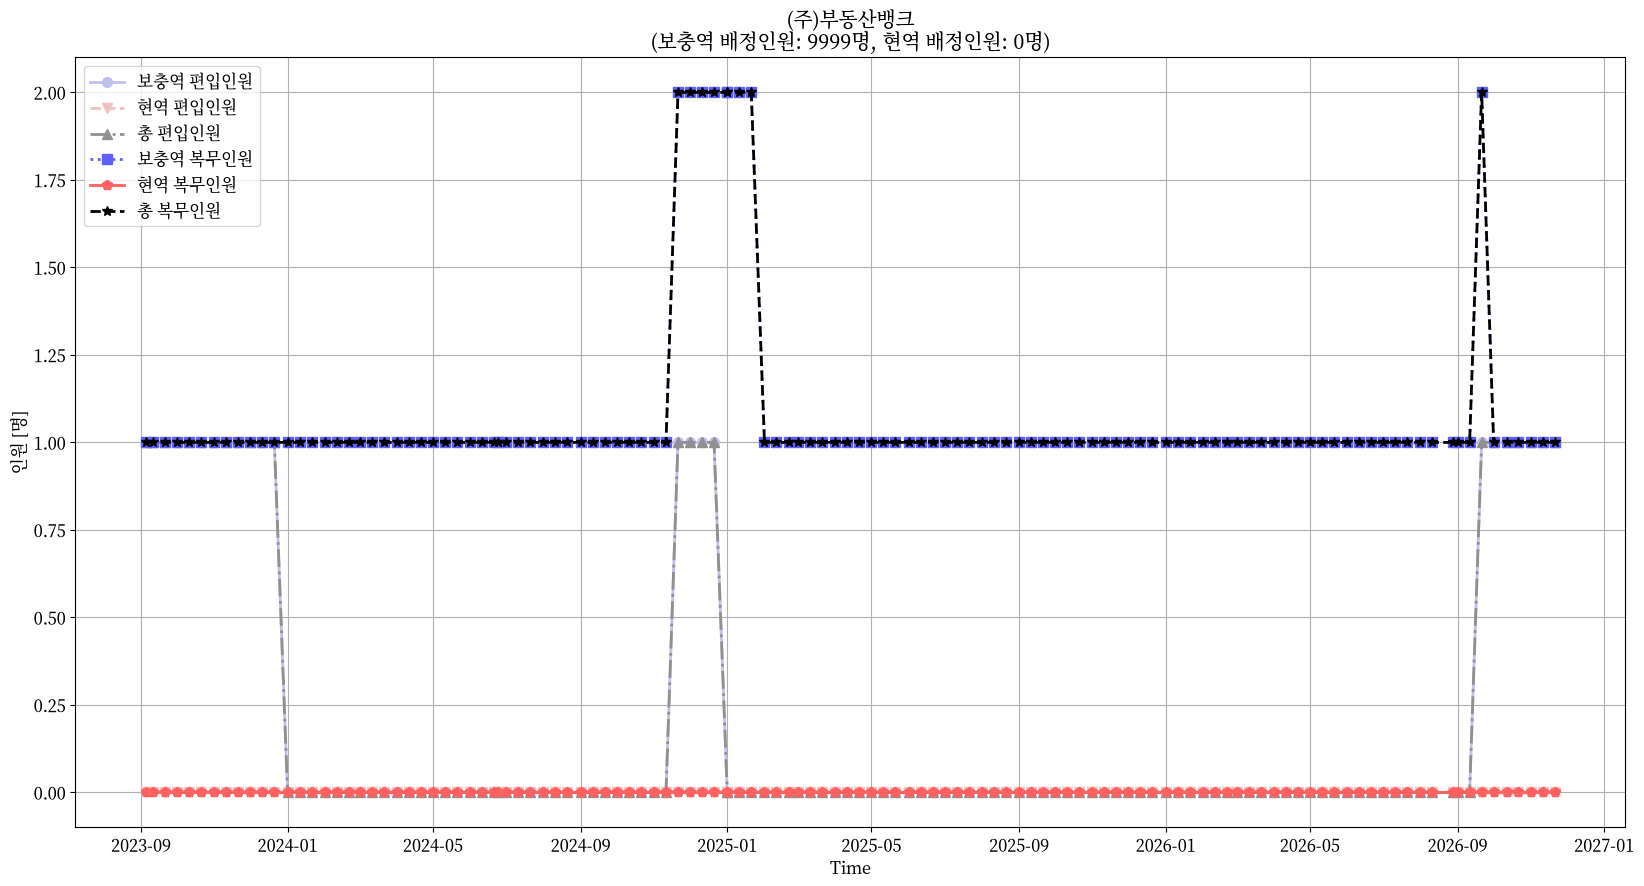 (주)부동산뱅크
(보충역 배정인원: 9999명, 현역 배정인원: 0명)
보충역 편입인원
현역 편입인원
총 편입인원
보충역 복무인원
현역 복무인원
총 복무인원
인원 [명]
2.00
1.75
1.50
1.25
1.00
0.75
0.50
0.25
0.00
2023-09 2024-01 2024-05 2024-09 2025-01 2025-05 2025-09 2026-01 2026-05 2026-09 2027-01
Time